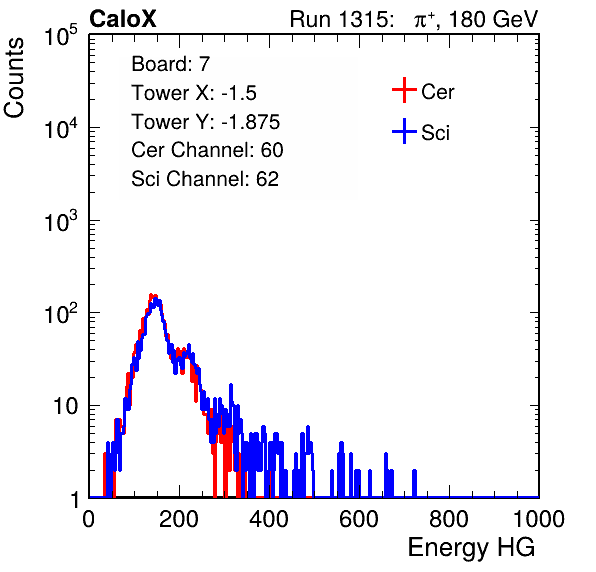 CaloX Run 1315: π⁺, 180 GeV
Counts
Board: 7
Tower X: -1.5
Tower Y: -1.875
Cer Channel: 60
Sci Channel: 62
Cer
Sci
10⁵
10⁴
10³
10²
10
1
0 200 400 600 800 1000
Energy HG